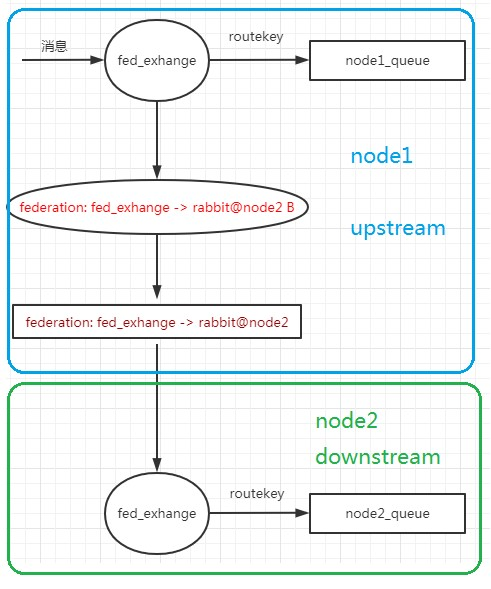 消息
fed_exhange
routekey
node1_queue
node1
upstream
federation: fed_exhange -> rabbit@node2 B
federation: fed_exhange -> rabbit@node2
node2
downstream
fed_exhange
routekey
node2_queue